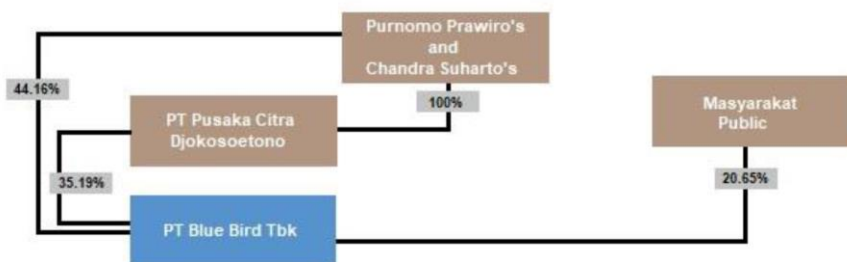 Purnomo Prawiro's
and
Chandra Suharto's
44.16%
100%
PT Pusaka Citra
Djokosoetono
Masyarakat
Public
35.19%
20.65%
PT Blue Bird Tbk